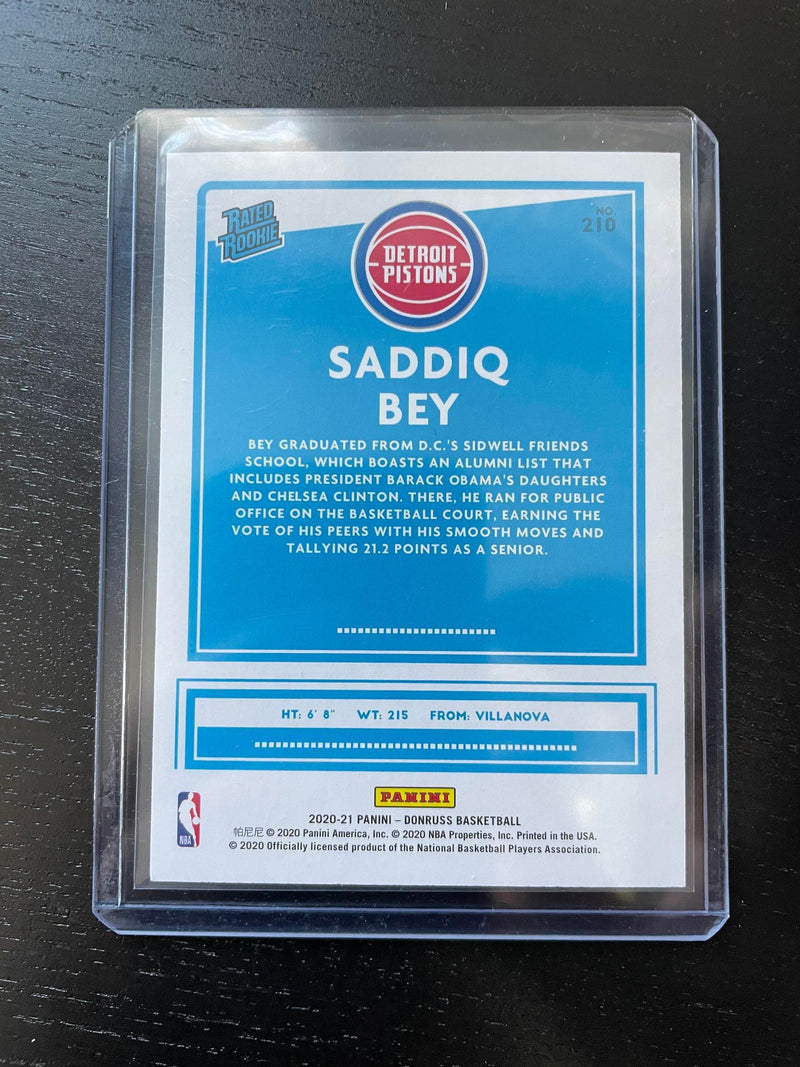 RATED
ROOKIE
NO.
210
DETROIT
PISTONS
SADDIQ
BEY
BEY GRADUATED FROM D.C.'S SIDWELL FRIENDS
SCHOOL, WHICH BOASTS AN ALUMNI LIST THAT
INCLUDES PRESIDENT BARACK OBAMA'S DAUGHTERS
AND CHELSEA CLINTON. THERE, HE RAN FOR PUBLIC
OFFICE ON THE BASKETBALL COURT, EARNING THE
VOTE OF HIS PEERS WITH HIS SMOOTH MOVES AND
TALLYING 21.2 POINTS AS A SENIOR.
HT: 6' 8" WT: 215 FROM: VILLANOVA
PANINI
NBA
2020-21 PANINI – DONRUSS BASKETBALL
帕尼尼 © 2020 Panini America, Inc. © 2020 NBA Properties, Inc. Printed in the USA.
© 2020 Officially licensed product of the National Basketball Players Association.